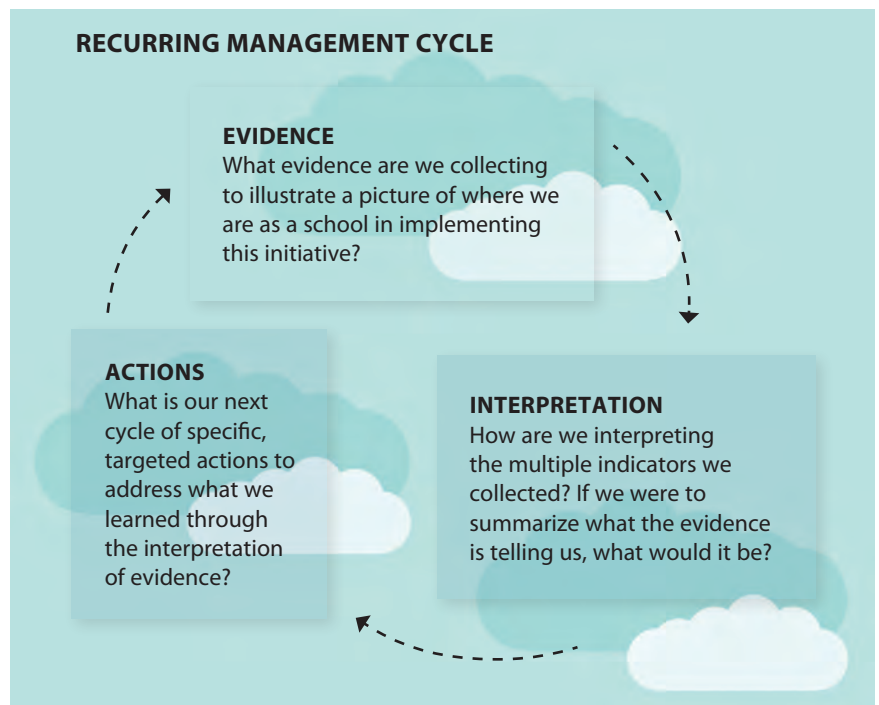 RECURRING MANAGEMENT CYCLE
EVIDENCE
What evidence are we collecting
to illustrate a picture of where we
are as a school in implementing
this initiative?
ACTIONS
What is our next
cycle of specific,
targeted actions to
address what we
learned through
the interpretation
of evidence?
INTERPRETATION
How are we interpreting
the multiple indicators we
collected? If we were to
summarize what the evidence
is telling us, what would it be?